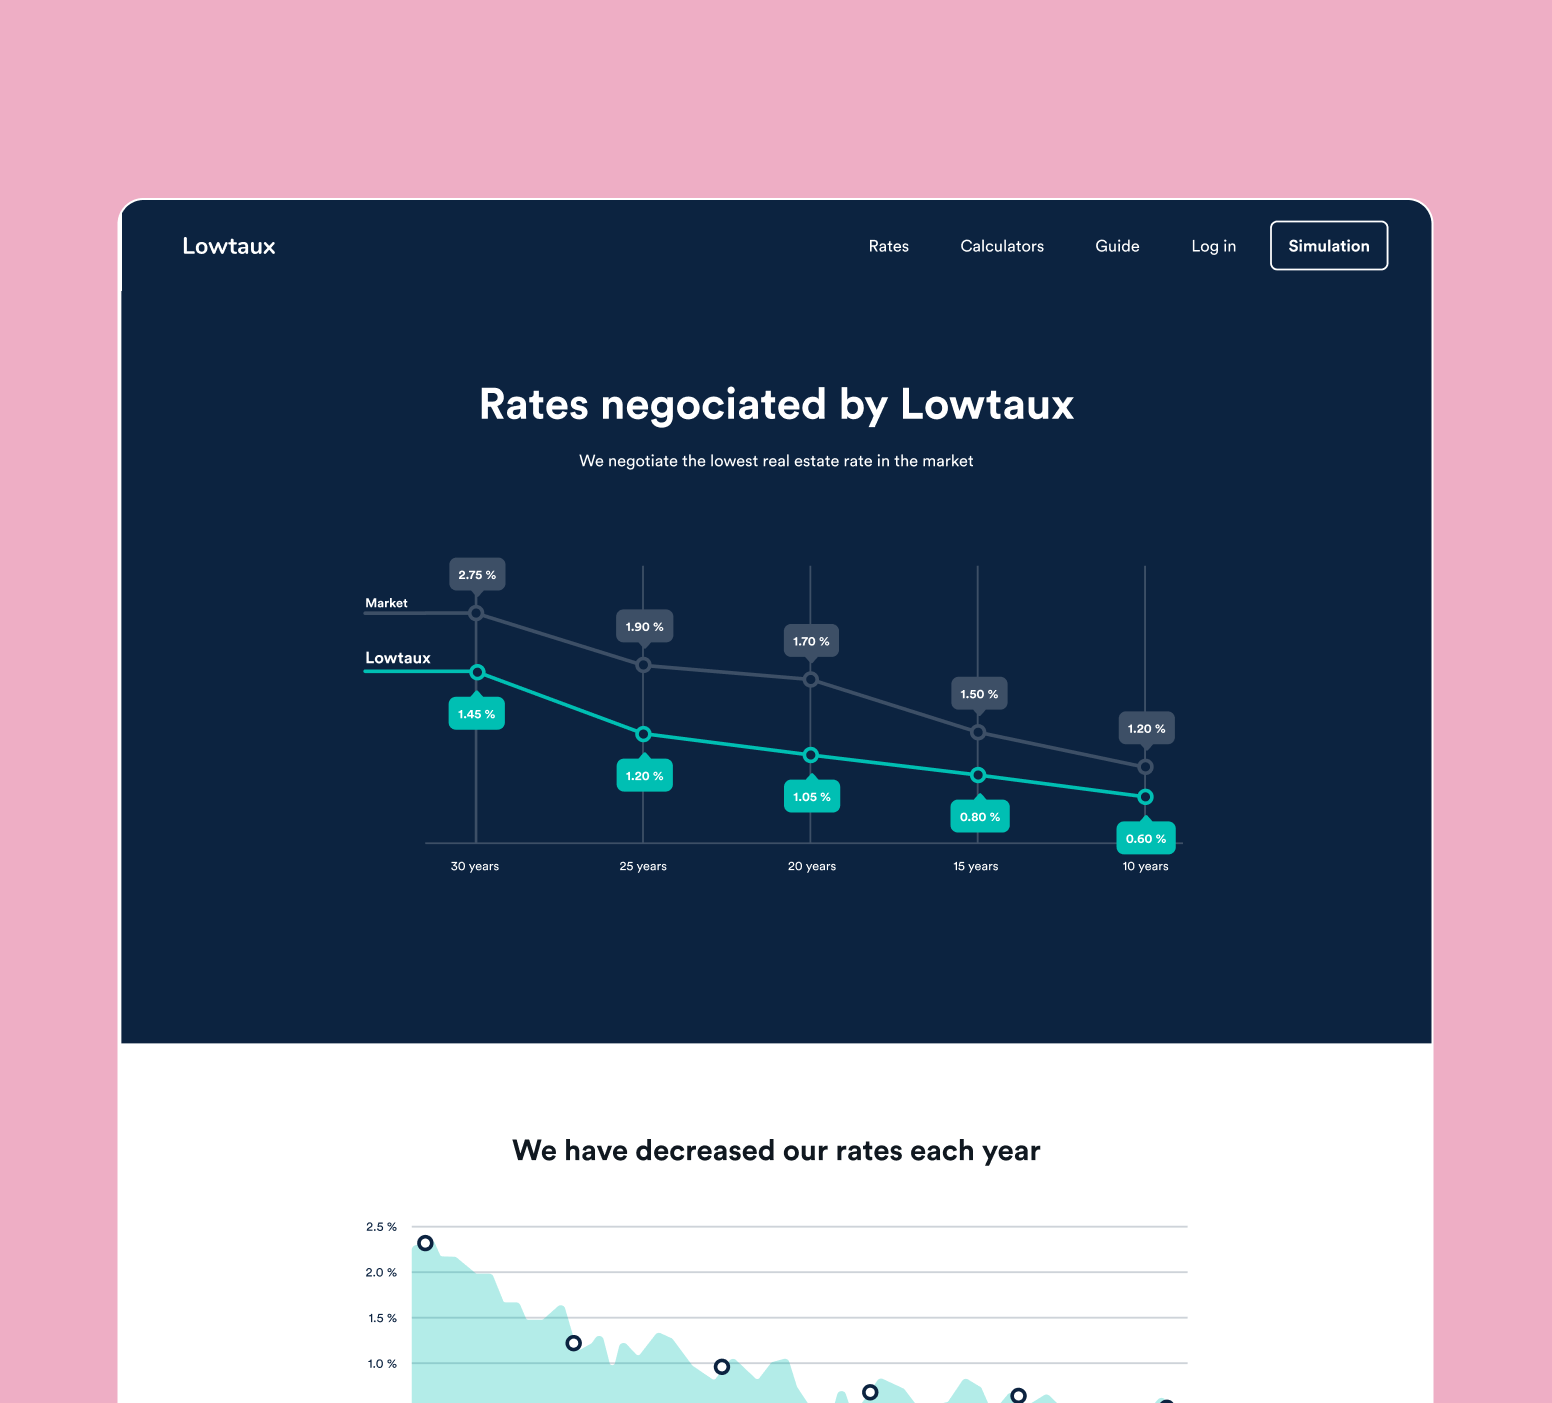 Lowtaux
Rates
Calculators
Guide
Log in
Simulation
Rates negociated by Lowtaux
We negotiate the lowest real estate rate in the market
2.75 %
Market
1.90 %
1.70 %
Lowtaux
1.50 %
1.45 %
1.20 %
1.20 %
1.05 %
0.80 %
0.60 %
30 years
25 years
20 years
15 years
10 years
We have decreased our rates each year
2.5 %
2.0 %
1.5 %
1.0 %